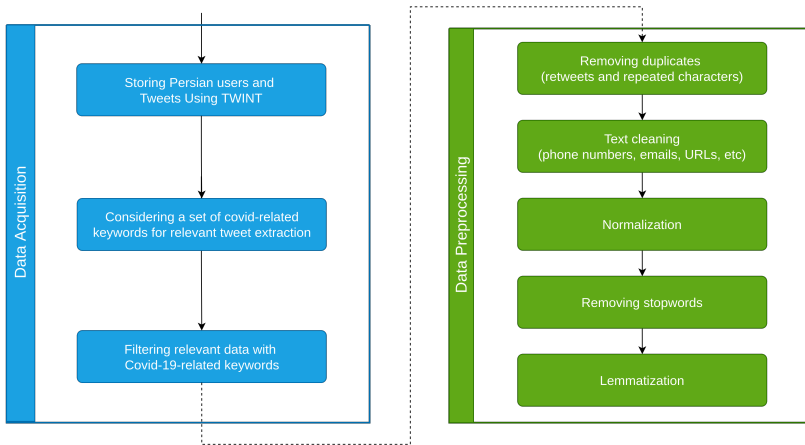 Data Acquisition
Storing Persian users and
Tweets Using TWINT
Considering a set of covid-related
keywords for relevant tweet extraction
Filtering relevant data with
Covid-19-related keywords
Data Preprocessing
Removing duplicates
(retweets and repeated characters)
Text cleaning
(phone numbers, emails, URLs, etc)
Normalization
Removing stopwords
Lemmatization